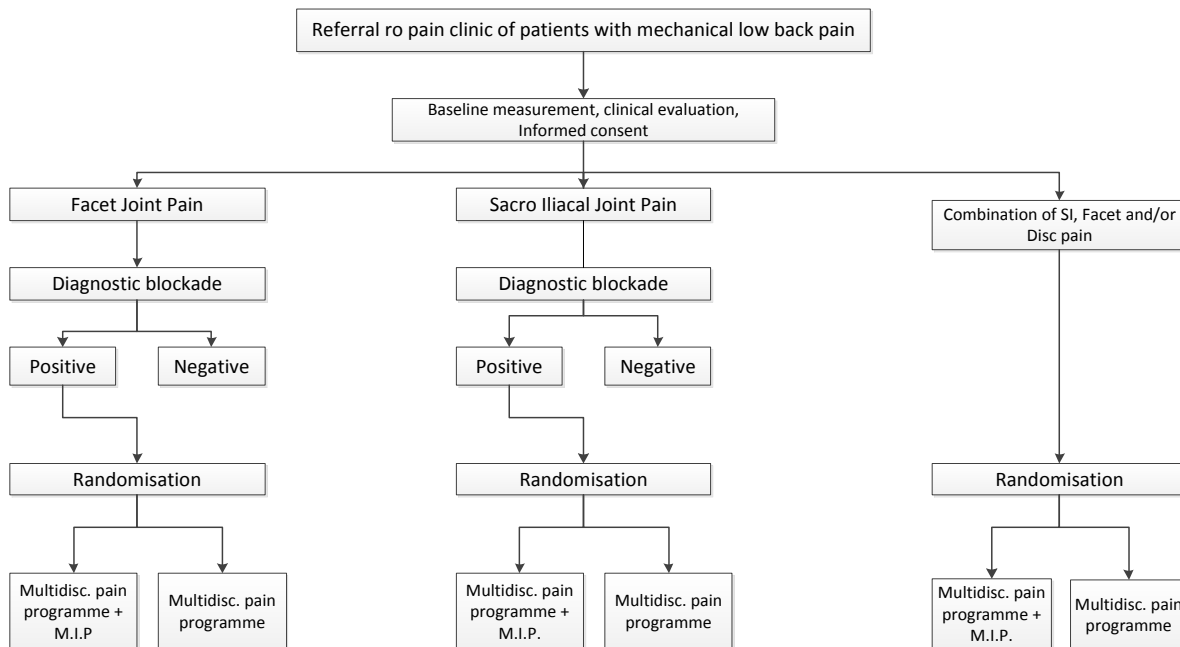 Referral ro pain clinic of patients with mechanical low back pain
Baseline measurement, clinical evaluation,
Informed consent
Facet Joint Pain
Sacro Iliacal Joint Pain
Combination of SI, Facet and/or
Disc pain
Diagnostic blockade
Diagnostic blockade
Positive
Negative
Positive
Negative
Randomisation
Randomisation
Randomisation
Multidisc. pain
programme +
M.I.P
Multidisc. pain
programme
Multidisc. pain
programme +
M.I.P.
Multidisc. pain
programme
Multidisc. pain
programme +
M.I.P.
Multidisc. pain
programme